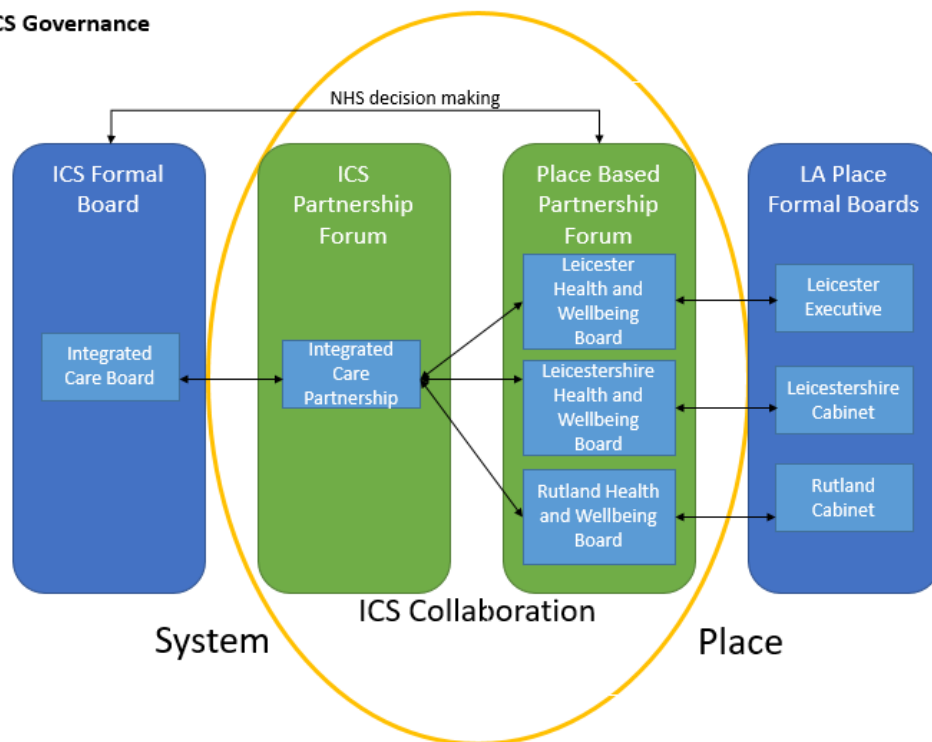 CS Governance
NHS decision making
ICS Formal
Board
Integrated
Care Board
ICS
Partnership
Forum
Integrated
Care
Partnership
Place Based
Partnership
Forum
Leicester
Health and
Wellbeing
Board
Leicestershire
Health and
Wellbeing
Board
Rutland Health
and Wellbeing
Board
LA Place
Formal Boards
Leicester
Executive
Leicestershire
Cabinet
Rutland
Cabinet
ICS Collaboration
System
Place